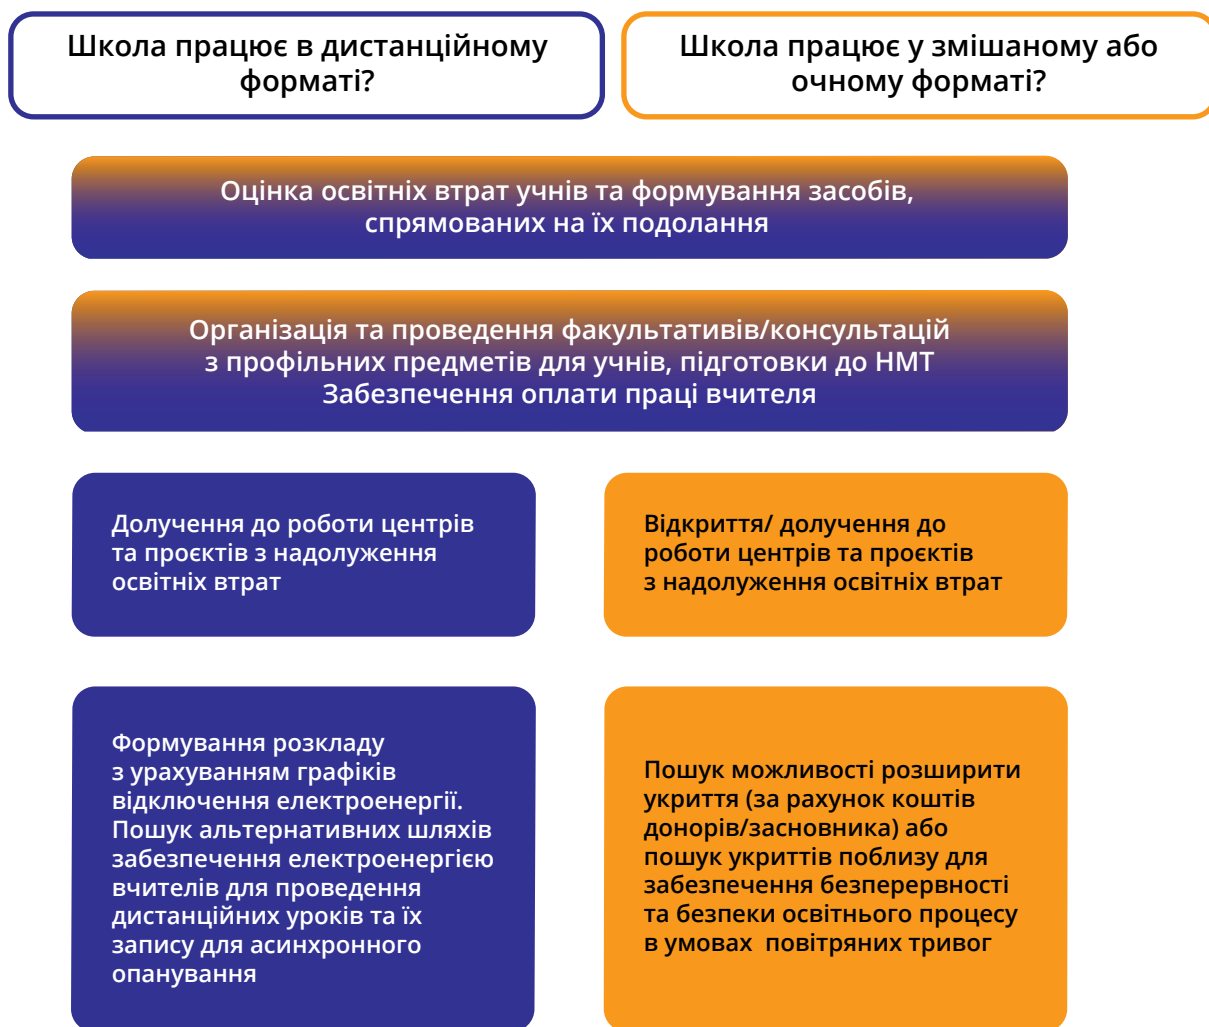 Школа працює в дистанційному
форматі?
Школа працює у змішаному або
очному форматі?
Оцінка освітніх втрат учнів та формування засобів,
спрямованих на їх подолання
Організація та проведення факультативів/консультацій
з профільних предметів для учнів, підготовки до НМТ
Забезпечення оплати праці вчителя
Долучення до роботи центрів
та проєктів з надолуження
освітніх втрат
Відкриття/ долучення до
роботи центрів та проєктів
з надолуження освітніх втрат
Формування розкладу
з урахуванням графіків
відключення електроенергії.
Пошук альтернативних шляхів
забезпечення електроенергією
вчителів для проведення
дистанційних уроків та їх
запису для асинхронного
опанування
Пошук можливості розширити
укриття (за рахунок коштів
донорів/засновника) або
пошук укриттів поблизу для
забезпечення безперервності
та безпеки освітнього процесу
в умовах  повітряних тривог